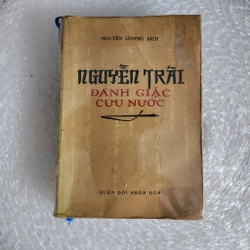 NGUYỄN LƯƠNG BÍCH
NGUYỄN TRÃI
ĐÁNH GIẶC
CỨU NƯỚC
QUÂN ĐỘI NHÂN DÂN